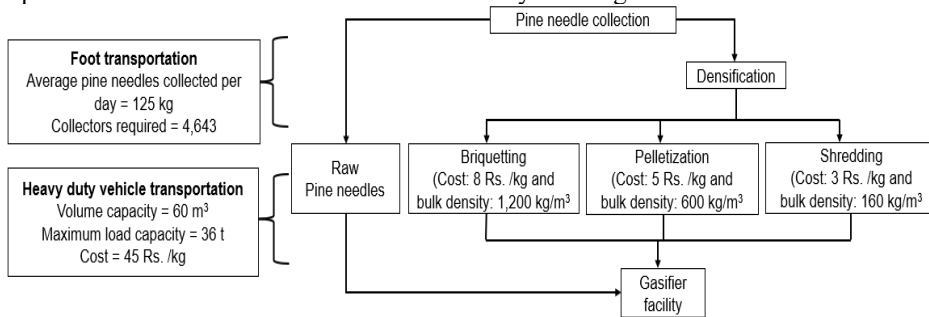 Pine needle collection
Foot transportation
Average pine needles collected per
day = 125 kg
Collectors required = 4,643
Densification
Heavy duty vehicle transportation
Volume capacity = 60 m³
Maximum load capacity = 36 t
Cost = 45 Rs. /kg
Raw
Pine needles
Briquetting
(Cost: 8 Rs. /kg and
bulk density: 1,200 kg/m³
Pelletization
(Cost: 5 Rs. /kg and
bulk density: 600 kg/m³
Shredding
(Cost: 3 Rs. /kg and
bulk density: 160 kg/m³
Gasifier
facility